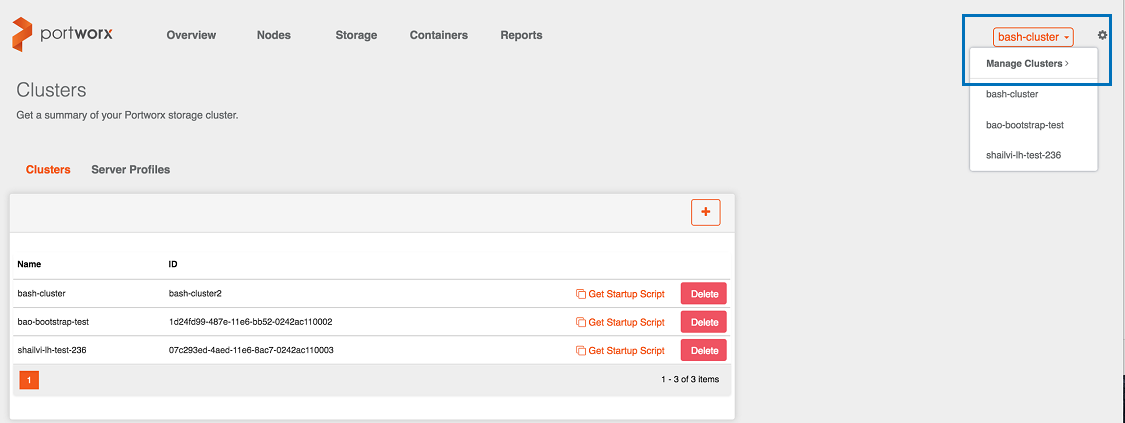 portworx Overview Nodes Storage Containers Reports bash-cluster
Manage Clusters >
bash-cluster
bao-bootstrap-test
shailvi-lh-test-236
Clusters
Get a summary of your Portworx storage cluster.
Clusters Server Profiles
+
Name ID
bash-cluster bash-cluster2 Get Startup Script Delete
bao-bootstrap-test 1d24fd99-487e-11e6-bb52-0242ac110002 Get Startup Script Delete
shailvi-lh-test-236 07c293ed-4aed-11e6-8ac7-0242ac110003 Get Startup Script Delete
1 1 - 3 of 3 items